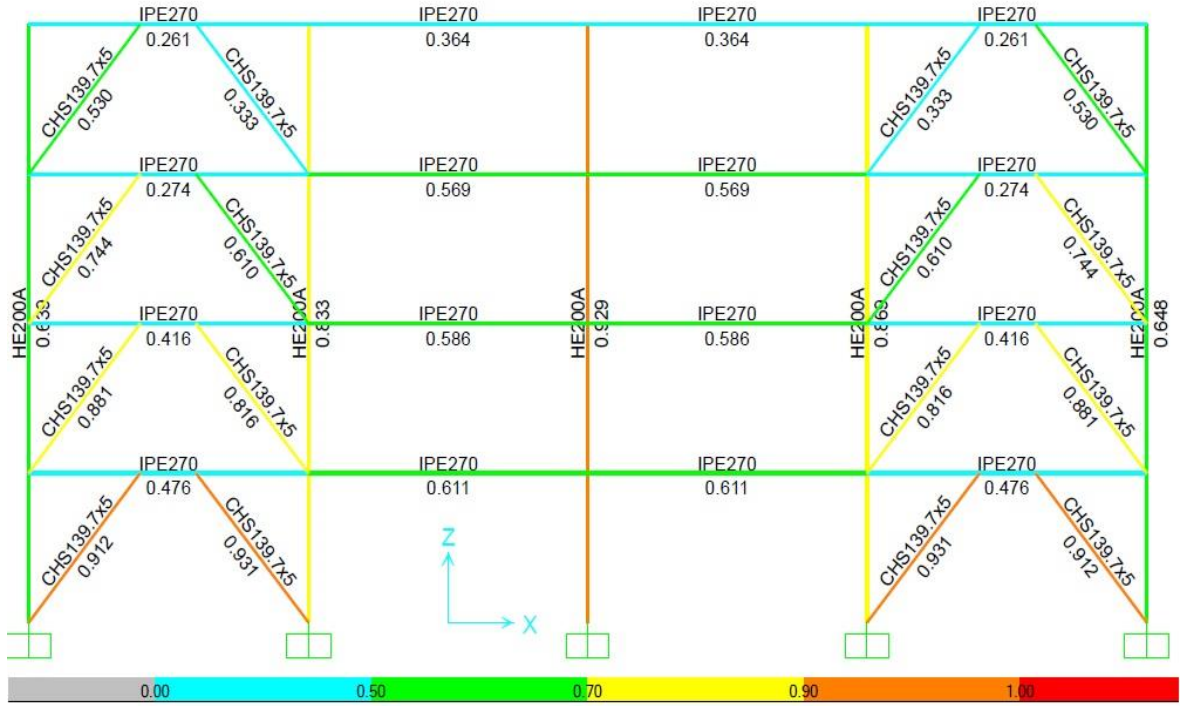 IPE270 IPE270 IPE270 IPE270
0.261 0.364 0.364 0.261
CHS139.7x5 CHS139.7x5 CHS139.7x5 CHS139.7x5
0.530 0.333 0.333 0.530
IPE270 IPE270 IPE270 IPE270
0.274 0.569 0.569 0.274
CHS139.7x5 CHS139.7x5 CHS139.7x5 CHS139.7x5
0.744 0.610 0.610 0.744
HE200A HE200A HE200A HE200A HE200A
0.833 0.929 0.869 0.648
IPE270 IPE270 IPE270 IPE270
0.416 0.586 0.586 0.416
CHS139.7x5 CHS139.7x5 CHS139.7x5 CHS139.7x5
0.881 0.816 0.816 0.881
IPE270 IPE270 IPE270 IPE270
0.476 0.611 0.611 0.476
CHS139.7x5 CHS139.7x5 CHS139.7x5 CHS139.7x5
0.912 0.931 0.931 0.912
Z
X
0.00 0.50 0.70 0.90 1.00